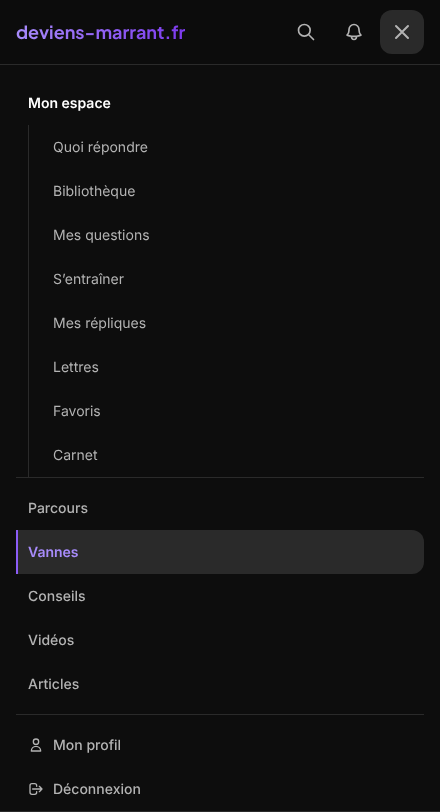 deviens-marrant.fr
Mon espace
Quoi répondre
Bibliothèque
Mes questions
S’entraîner
Mes répliques
Lettres
Favoris
Carnet
Parcours
Vannes
Conseils
Vidéos
Articles
Mon profil
Déconnexion